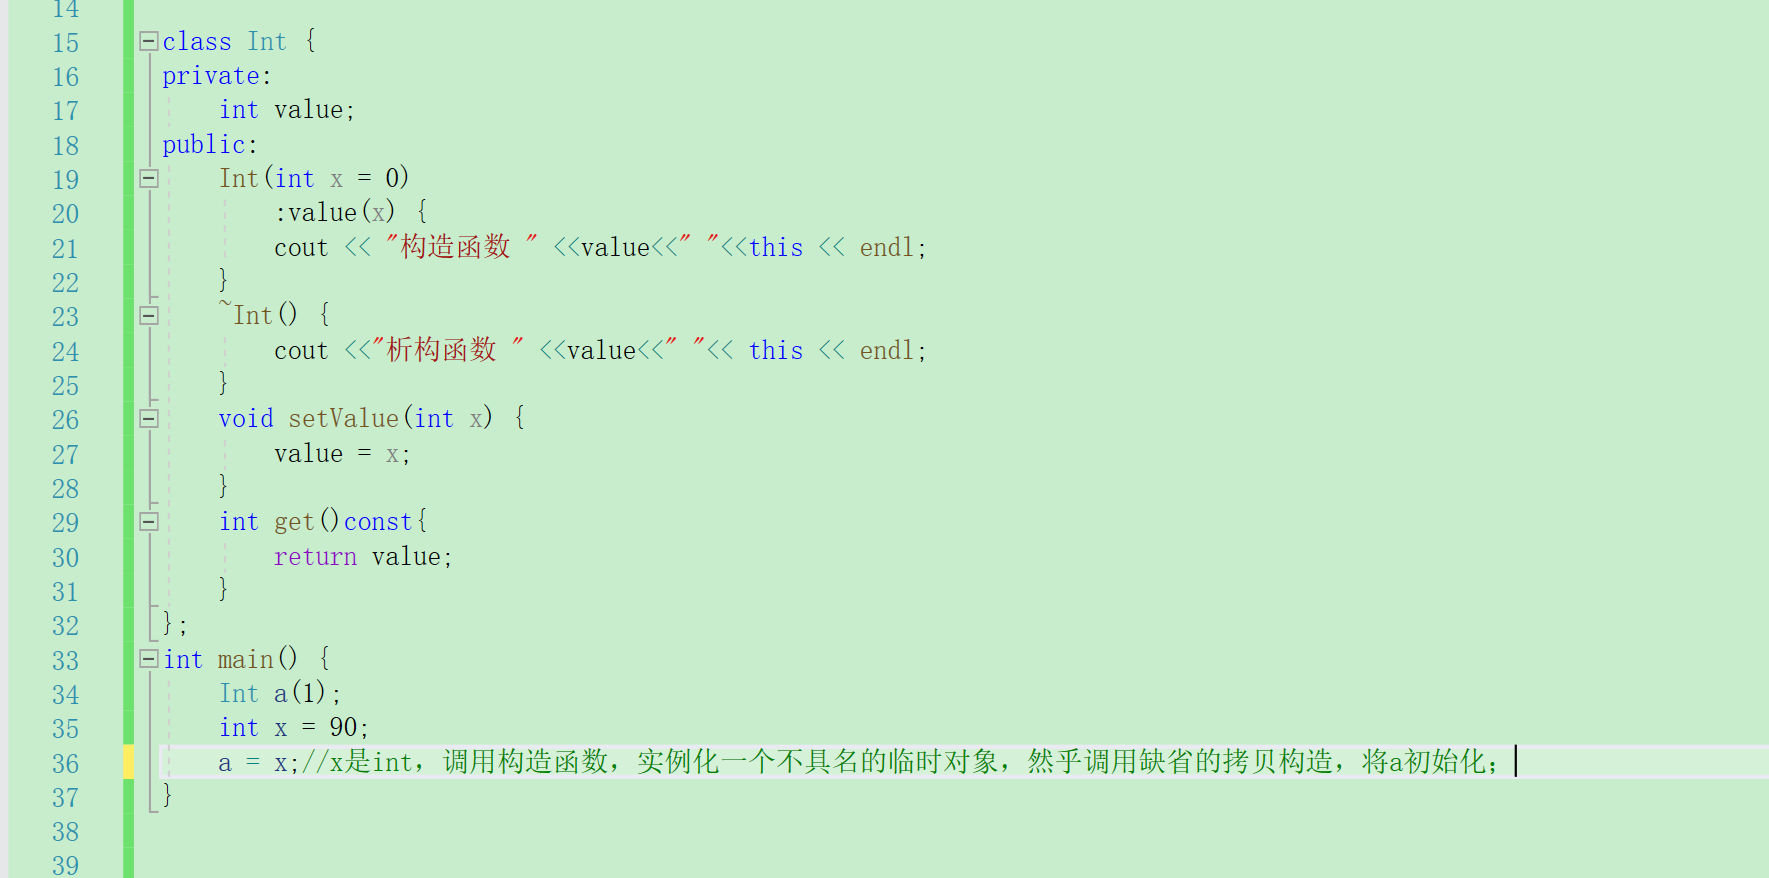 14
15 class Int {
16 private:
17 int value;
18 public:
19 Int(int x = 0)
20 :value(x) {
21 cout << "构造函数 " <<value<<" "<<this << endl;
22 }
23 ~Int() {
24 cout <<"析构函数 " <<value<<" "<< this << endl;
25 }
26 void setValue(int x) {
27 value = x;
28 }
29 int get()const{
30 return value;
31 }
32 };
33 int main() {
34 Int a(1);
35 int x = 90;
36 a = x;//x是int，调用构造函数，实例化一个不具名的临时对象，然乎调用缺省的拷贝构造，将a初始化；
37 }
38
39